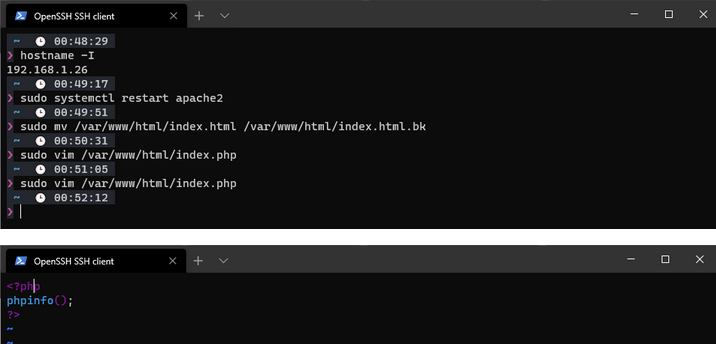 OpenSSH SSH client
~ 00:48:29
❯ hostname -I
192.168.1.26
~ 00:49:17
❯ sudo systemctl restart apache2
~ 00:49:51
❯ sudo mv /var/www/html/index.html /var/www/html/index.html.bk
~ 00:50:31
❯ sudo vim /var/www/html/index.php
~ 00:51:05
❯ sudo vim /var/www/html/index.php
~ 00:52:12
❯
OpenSSH SSH client
<?php
phpinfo();
?>
~
~